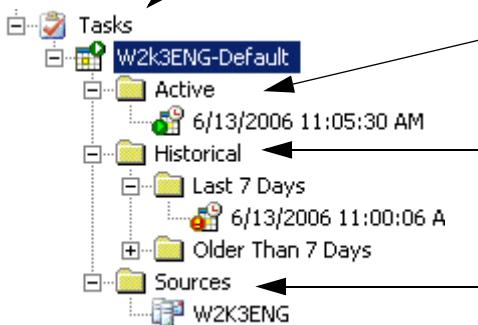 Tasks
W2k3ENG-Default
Active
6/13/2006 11:05:30 AM
Historical
Last 7 Days
6/13/2006 11:00:06 A
Older Than 7 Days
Sources
W2K3ENG